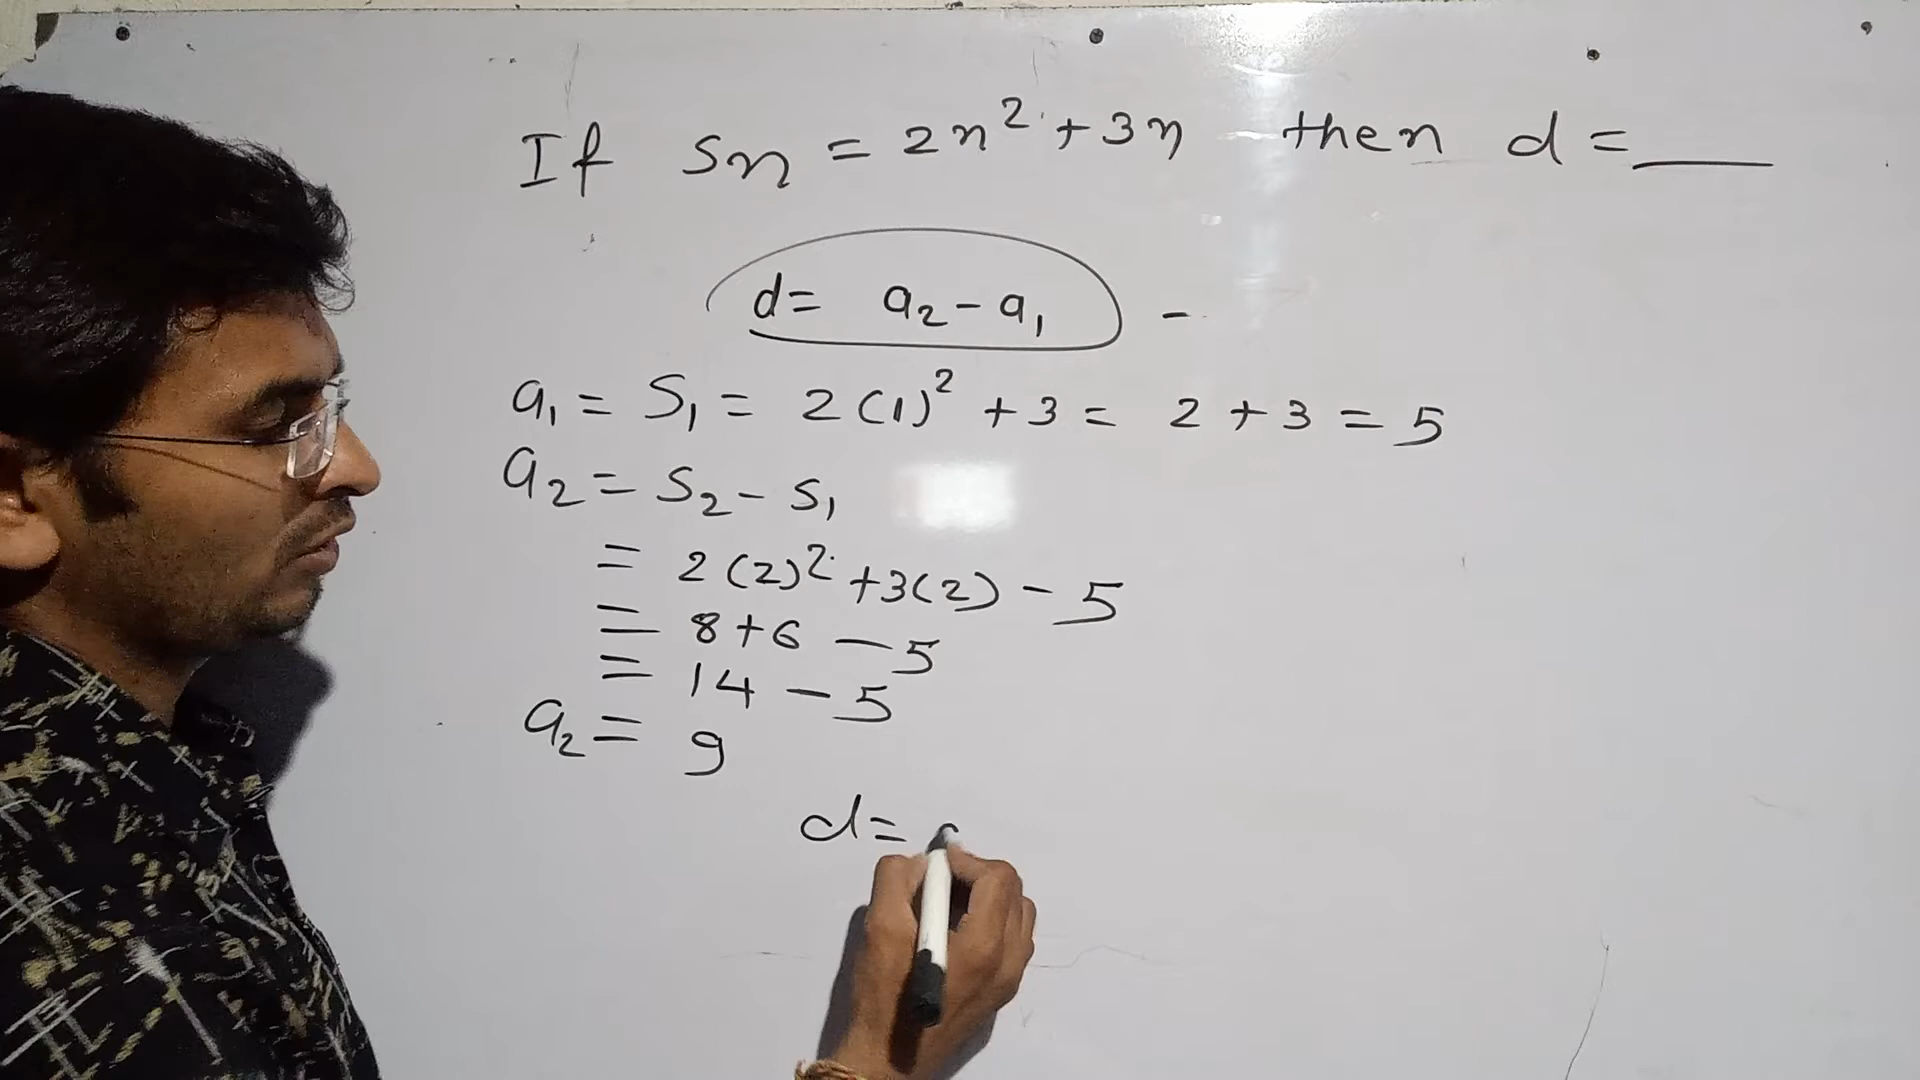 If Sn = 2n² + 3n then d = ___
d = a₂ - a₁ -
a₁ = S₁ = 2(1)² + 3 = 2 + 3 = 5
a₂ = S₂ - S₁
= 2(2)² + 3(2) - 5
= 8 + 6 - 5
= 14 - 5
a₂ = 9
d =